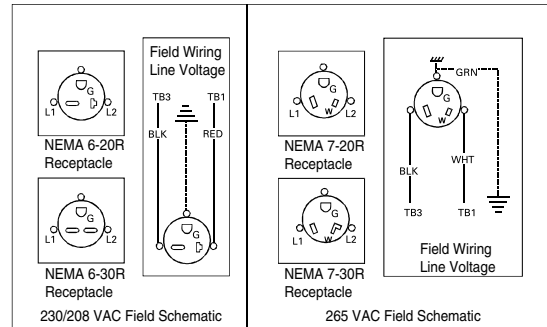 G
L1
L2
NEMA 6-20R
Receptacle
G
L1
L2
NEMA 6-30R
Receptacle
Field Wiring
Line Voltage
TB3
TB1
BLK
RED
G
230/208 VAC Field Schematic
G
W
L1
L2
NEMA 7-20R
Receptacle
G
W
L1
L2
NEMA 7-30R
Receptacle
GRN
G
W
BLK
WHT
TB3
TB1
Field Wiring
Line Voltage
265 VAC Field Schematic